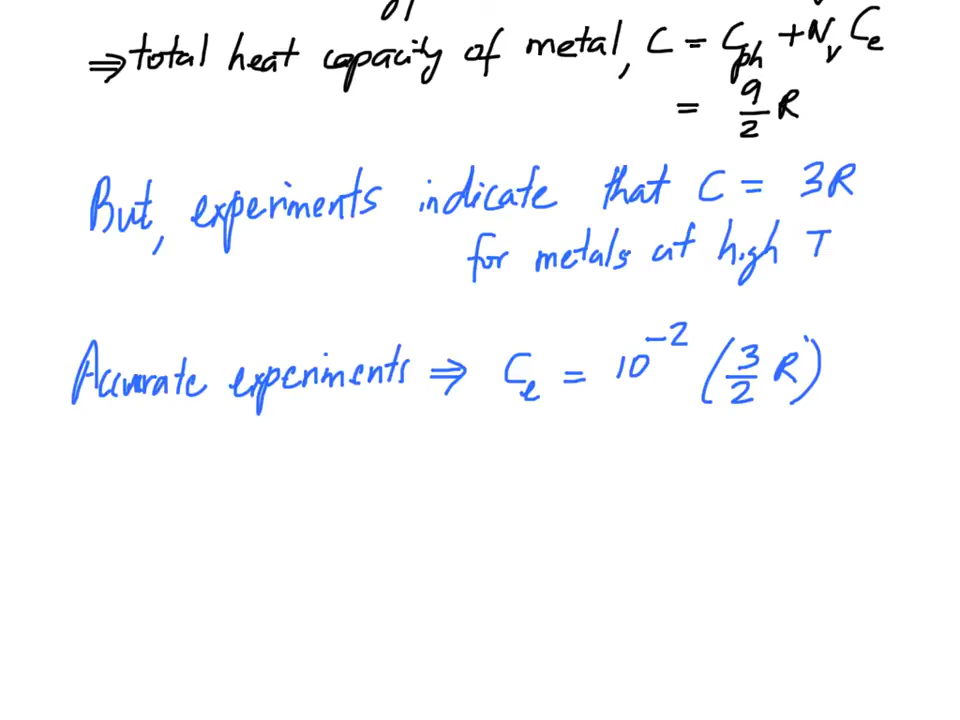 ⇒ total heat capacity of metal, C = C_ph + N_v C_e
= 9/2 R
But, experiments indicate that C = 3R
for metals at high T
Accurate experiments ⇒ C_e = 10^-2 (3/2 R)